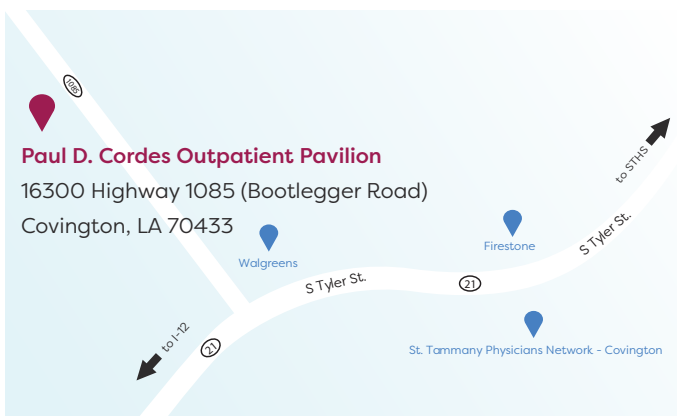 1085
Paul D. Cordes Outpatient Pavilion
16300 Highway 1085 (Bootlegger Road)
Covington, LA 70433
to STHS
Walgreens
Firestone
S Tyler St.
S Tyler St.
21
to I-12
21
St. Tammany Physicians Network - Covington